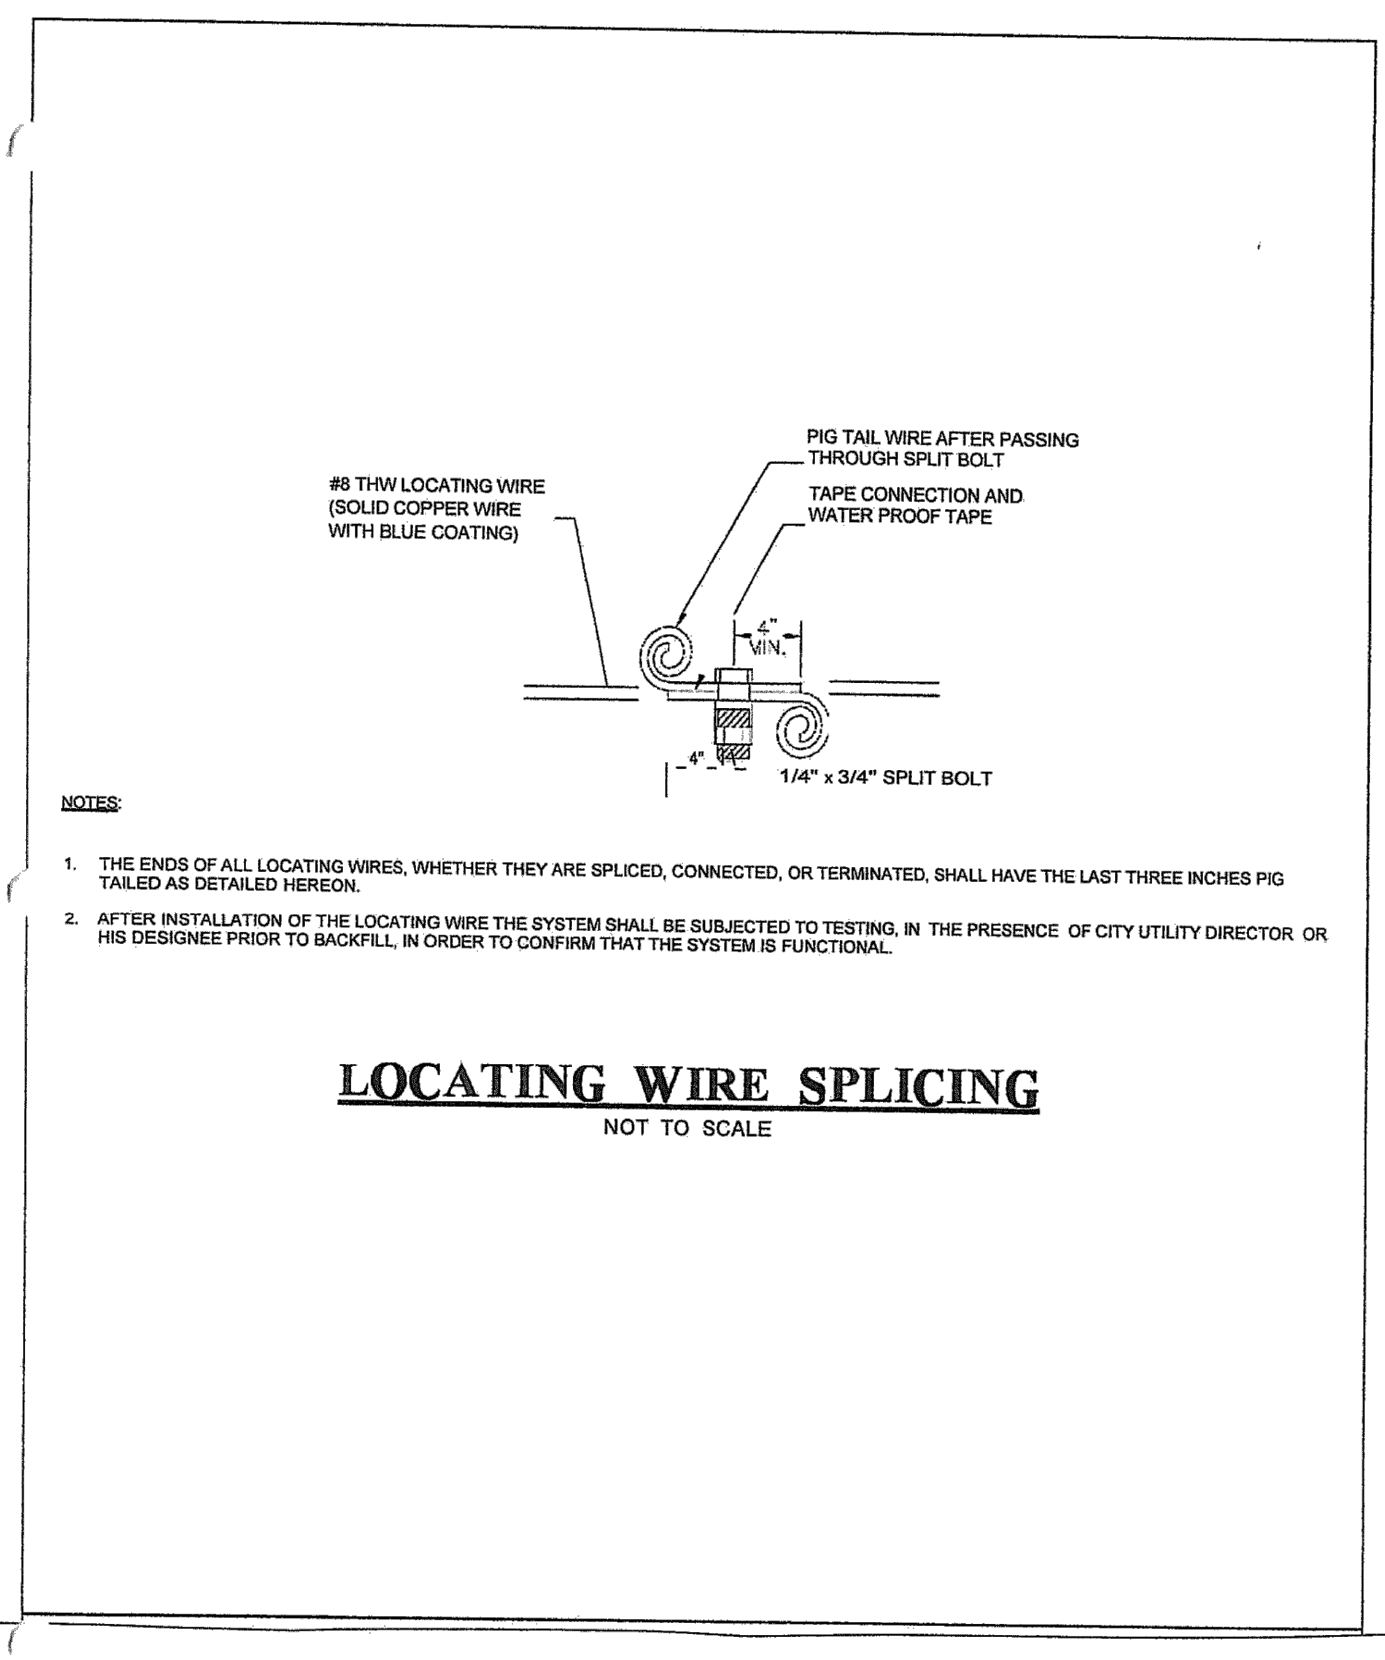 PIG TAIL WIRE AFTER PASSING
THROUGH SPLIT BOLT
#8 THW LOCATING WIRE
(SOLID COPPER WIRE
WITH BLUE COATING)
TAPE CONNECTION AND
WATER PROOF TAPE
4"
MIN.
4"
1/4" x 3/4" SPLIT BOLT
NOTES:
1. THE ENDS OF ALL LOCATING WIRES, WHETHER THEY ARE SPLICED, CONNECTED, OR TERMINATED, SHALL HAVE THE LAST THREE INCHES PIG
TAILED AS DETAILED HEREON.
2. AFTER INSTALLATION OF THE LOCATING WIRE THE SYSTEM SHALL BE SUBJECTED TO TESTING, IN THE PRESENCE OF CITY UTILITY DIRECTOR OR
HIS DESIGNEE PRIOR TO BACKFILL, IN ORDER TO CONFIRM THAT THE SYSTEM IS FUNCTIONAL.
LOCATING WIRE SPLICING
NOT TO SCALE